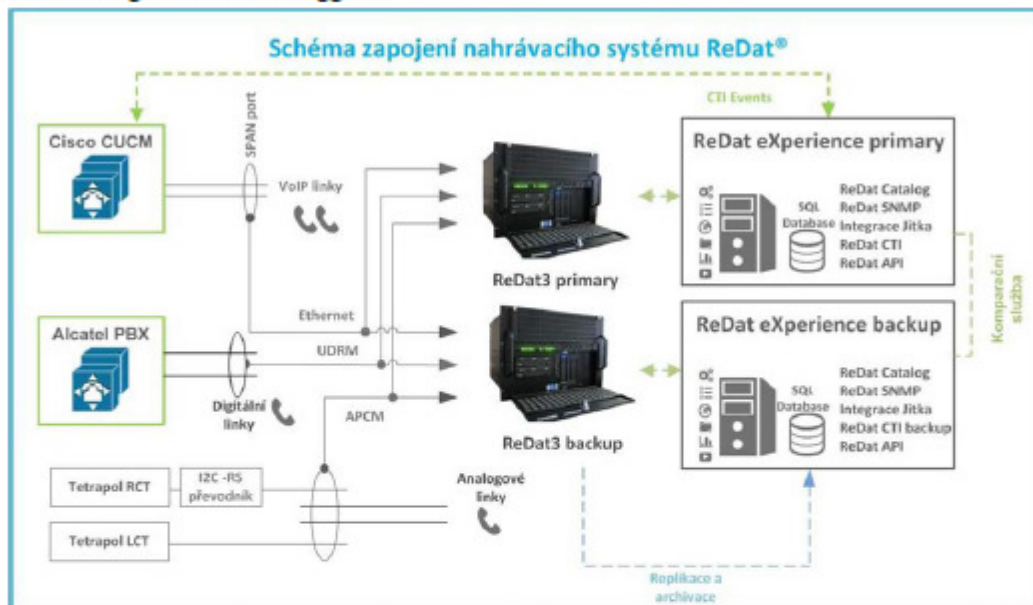 Schéma zapojení nahrávacího systému ReDat®
CTI Events
Cisco CUCM
SPAN port
VoIP linky
ReDat3 primary
ReDat eXperience primary
SQL
Database
ReDat Catalog
ReDat SNMP
Integrace Jitka
ReDat CTI
ReDat API
Komparační
služba
Alcatel PBX
Ethernet
UDRM
Digitální
linky
APCM
ReDat3 backup
ReDat eXperience backup
SQL
Database
ReDat Catalog
ReDat SNMP
Integrace Jitka
ReDat CTI backup
ReDat API
Tetrapol RCT
I2C -RS
převodník
Analogové
linky
Tetrapol LCT
Replikace a
archivace